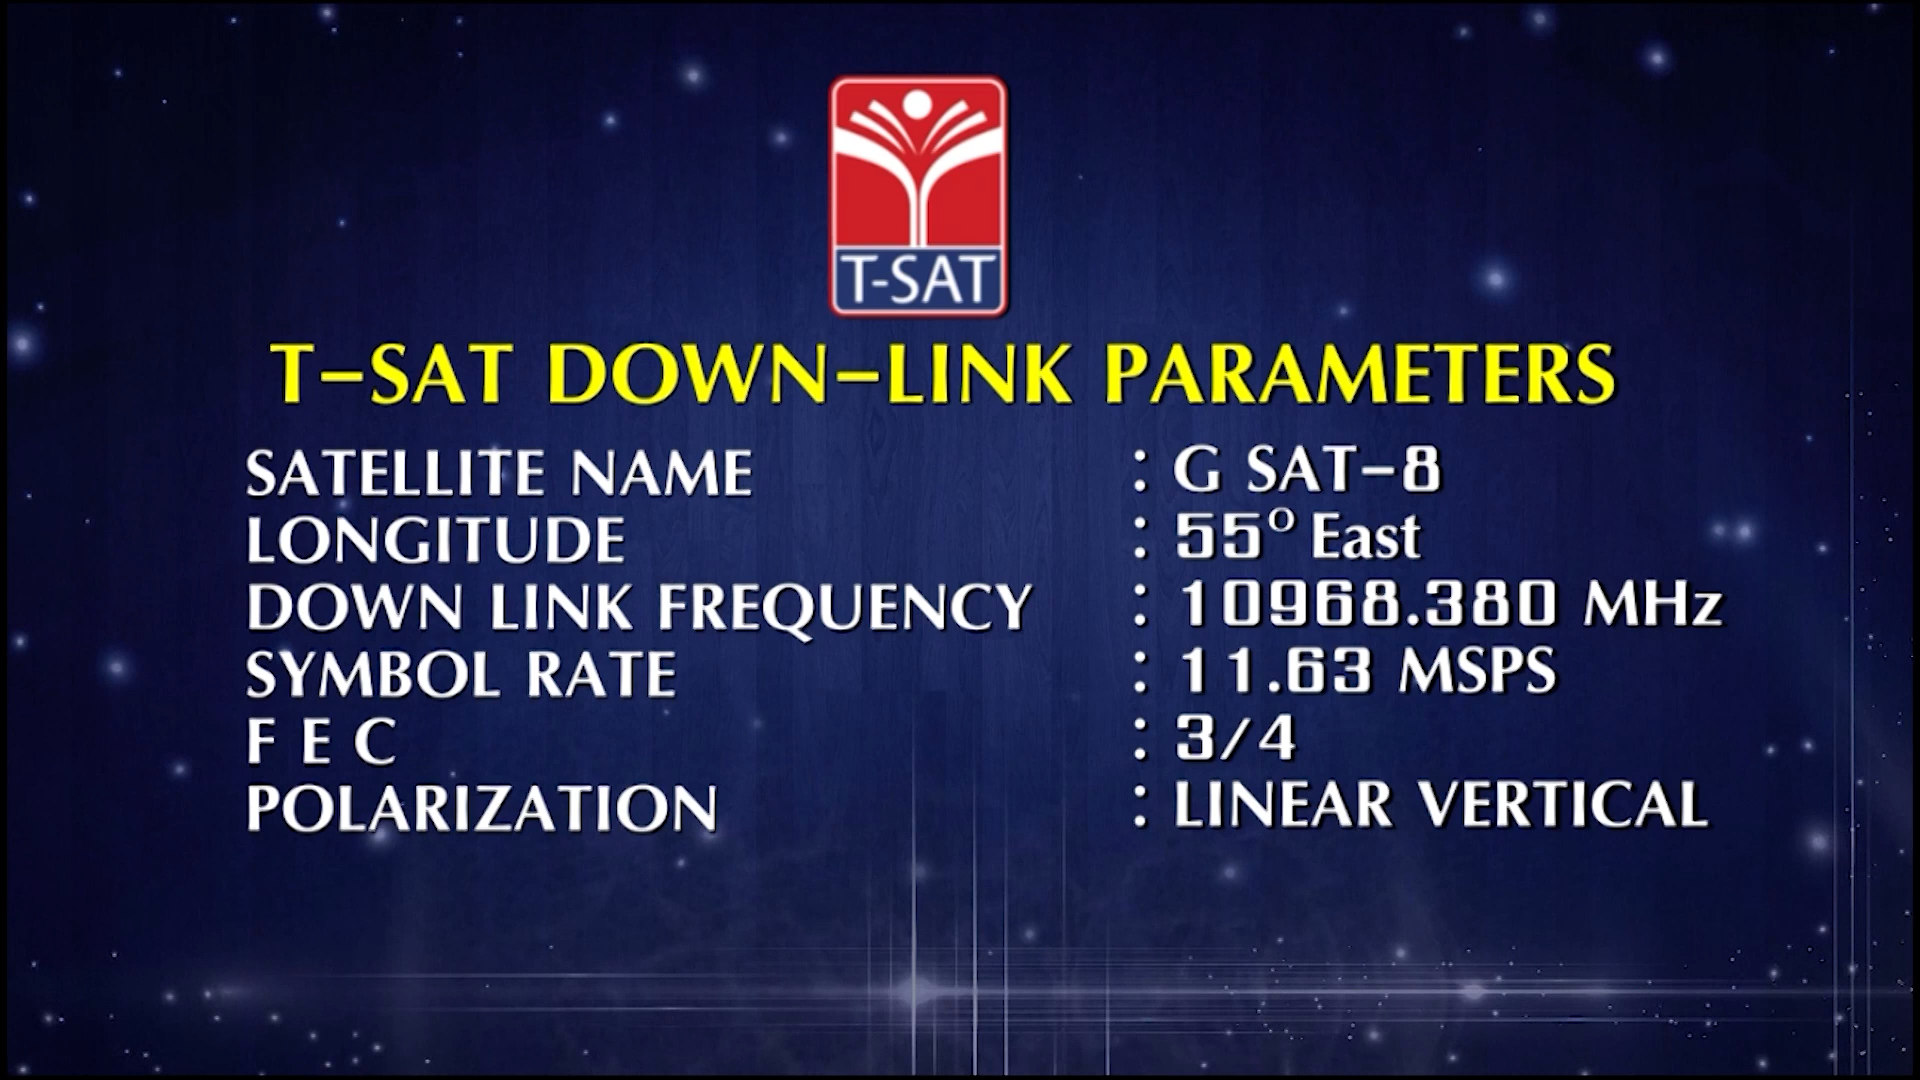 T-SAT
T-SAT DOWN-LINK PARAMETERS
SATELLITE NAME : G SAT-8
LONGITUDE : 55° East
DOWN LINK FREQUENCY : 10968.380 MHz
SYMBOL RATE : 11.63 MSPS
F E C : 3/4
POLARIZATION : LINEAR VERTICAL